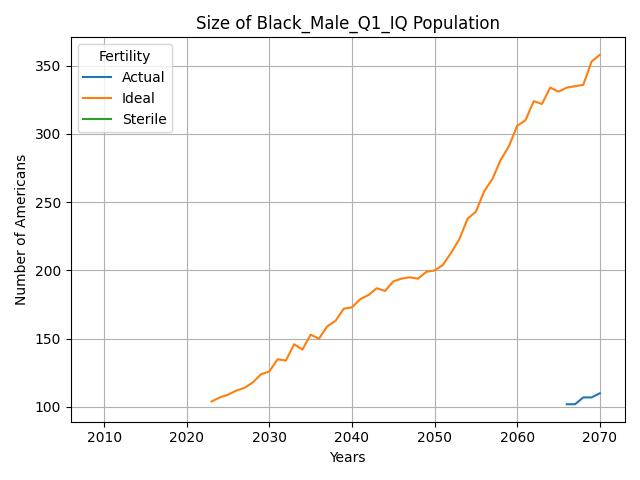 Size of Black_Male_Q1_IQ Population
Fertility
Actual
Ideal
Sterile
Number of Americans
350
300
250
200
150
100
2010 2020 2030 2040 2050 2060 2070
Years